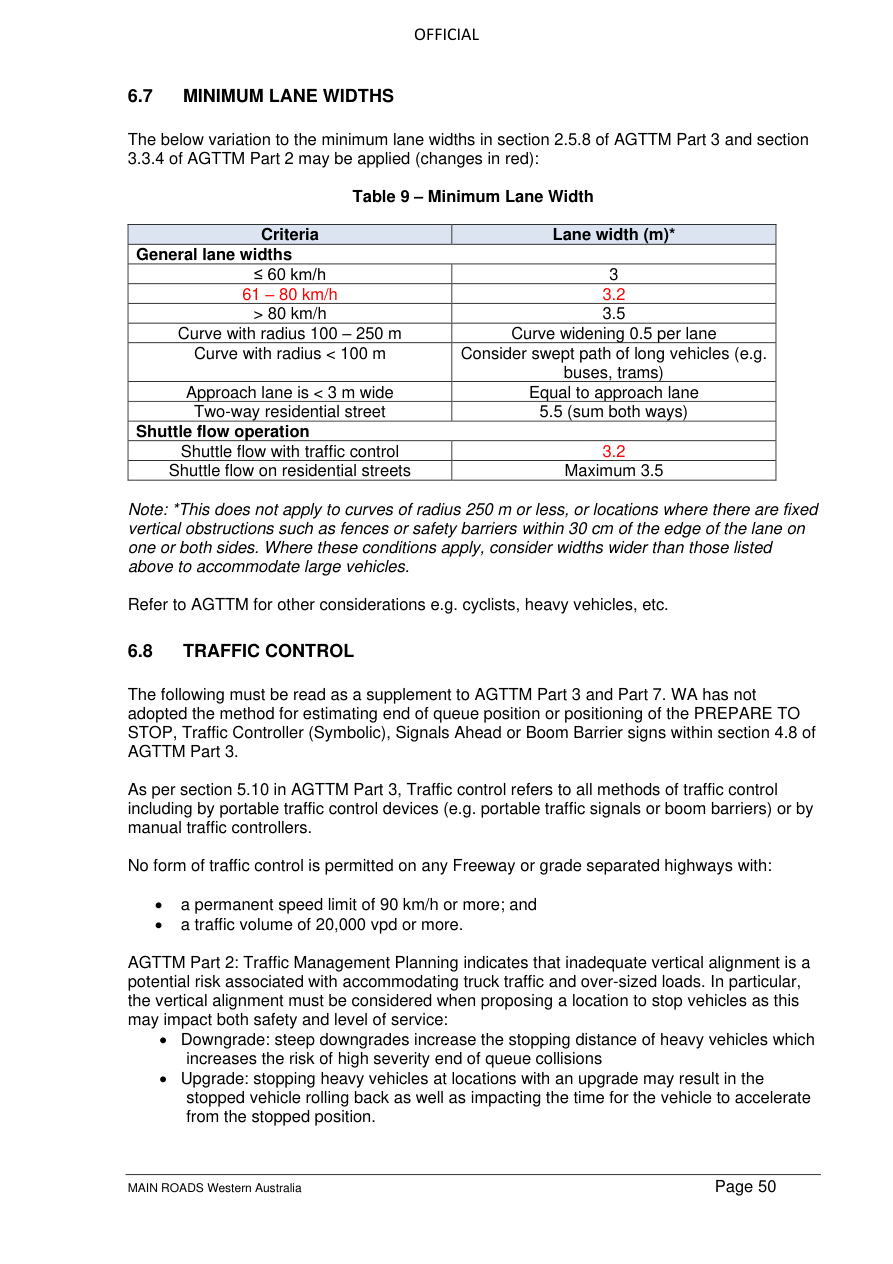 OFFICIAL
6.7 MINIMUM LANE WIDTHS
The below variation to the minimum lane widths in section 2.5.8 of AGTTM Part 3 and section
3.3.4 of AGTTM Part 2 may be applied (changes in red):
Table 9 – Minimum Lane Width
Criteria Lane width (m)*
General lane widths
≤ 60 km/h 3
61 – 80 km/h 3.2
> 80 km/h 3.5
Curve with radius 100 – 250 m Curve widening 0.5 per lane
Curve with radius < 100 m Consider swept path of long vehicles (e.g.
buses, trams)
Approach lane is < 3 m wide Equal to approach lane
Two-way residential street 5.5 (sum both ways)
Shuttle flow operation
Shuttle flow with traffic control 3.2
Shuttle flow on residential streets Maximum 3.5
Note: *This does not apply to curves of radius 250 m or less, or locations where there are fixed
vertical obstructions such as fences or safety barriers within 30 cm of the edge of the lane on
one or both sides. Where these conditions apply, consider widths wider than those listed
above to accommodate large vehicles.
Refer to AGTTM for other considerations e.g. cyclists, heavy vehicles, etc.
6.8 TRAFFIC CONTROL
The following must be read as a supplement to AGTTM Part 3 and Part 7. WA has not
adopted the method for estimating end of queue position or positioning of the PREPARE TO
STOP, Traffic Controller (Symbolic), Signals Ahead or Boom Barrier signs within section 4.8 of
AGTTM Part 3.
As per section 5.10 in AGTTM Part 3, Traffic control refers to all methods of traffic control
including by portable traffic control devices (e.g. portable traffic signals or boom barriers) or by
manual traffic controllers.
No form of traffic control is permitted on any Freeway or grade separated highways with:
• a permanent speed limit of 90 km/h or more; and
• a traffic volume of 20,000 vpd or more.
AGTTM Part 2: Traffic Management Planning indicates that inadequate vertical alignment is a
potential risk associated with accommodating truck traffic and over-sized loads. In particular,
the vertical alignment must be considered when proposing a location to stop vehicles as this
may impact both safety and level of service:
• Downgrade: steep downgrades increase the stopping distance of heavy vehicles which
increases the risk of high severity end of queue collisions
• Upgrade: stopping heavy vehicles at locations with an upgrade may result in the
stopped vehicle rolling back as well as impacting the time for the vehicle to accelerate
from the stopped position.
MAIN ROADS Western Australia Page 50